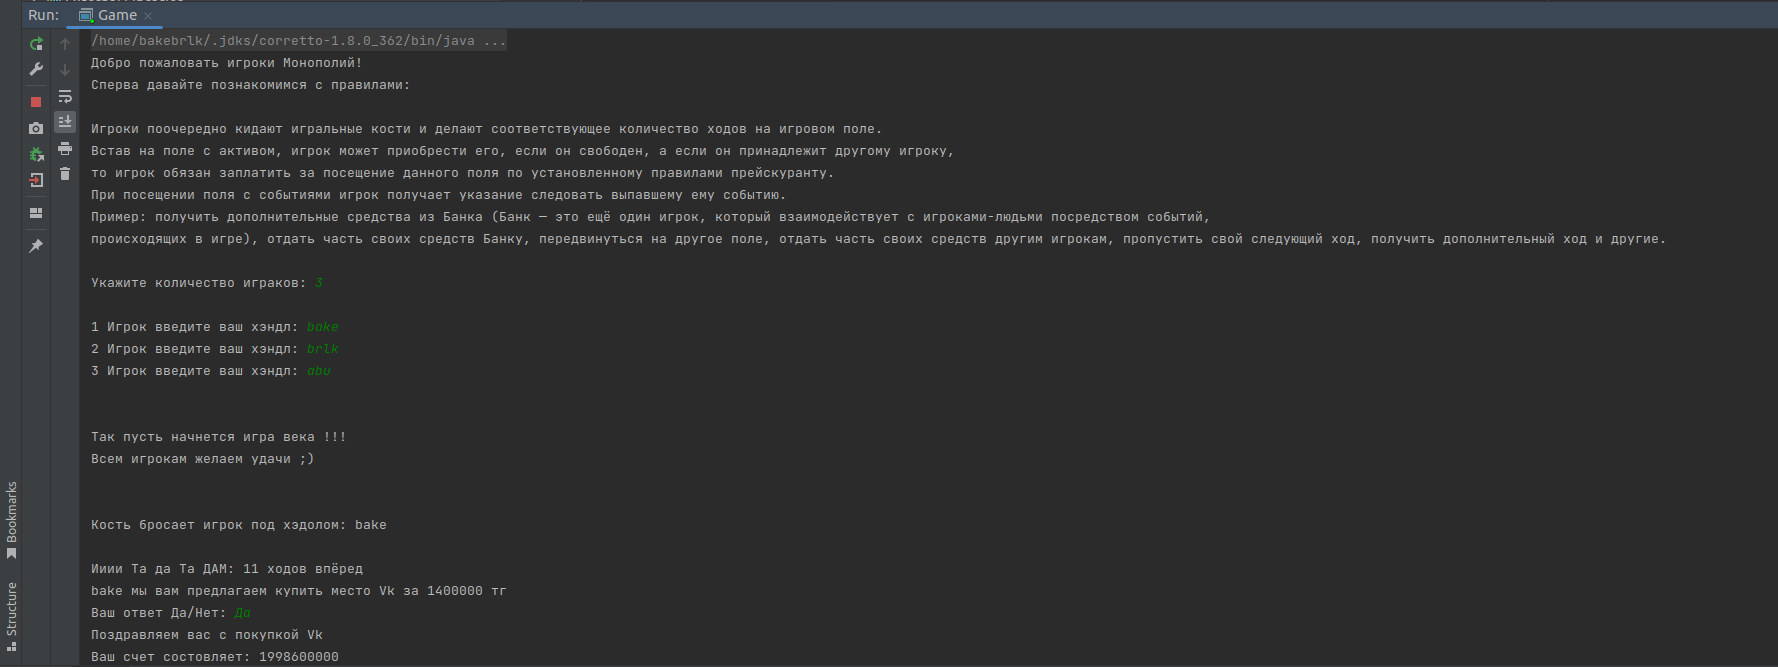 Run:
Game
/home/bakebrlk/.jdks/corretto-1.8.0_362/bin/java ...
Добро пожаловать игроки Монополий!
Сперва давайте познакомимся с правилами:
Игроки поочередно кидают игральные кости и делают соответствующее количество ходов на игровом поле.
Встав на поле с активом, игрок может приобрести его, если он свободен, а если он принадлежит другому игроку,
то игрок обязан заплатить за посещение данного поля по установленному правилами прейскуранту.
При посещении поля с событиями игрок получает указание следовать выпавшему ему событию.
Пример: получить дополнительные средства из Банка (Банк — это ещё один игрок, который взаимодействует с игроками-людьми посредством событий,
происходящих в игре), отдать часть своих средств Банку, передвинуться на другое поле, отдать часть своих средств другим игрокам, пропустить свой следующий ход, получить дополнительный ход и другие.
Укажите количество играков: 3
1 Игрок введите ваш хэндл: bake
2 Игрок введите ваш хэндл: brlk
3 Игрок введите ваш хэндл: abu
Так пусть начнется игра века !!!
Всем игрокам желаем удачи ;)
Кость бросает игрок под хэдолом: bake
Ииии Та да Та ДАМ: 11 ходов впёред
bake мы вам предлагаем купить место Vk за 1400000 тг
Ваш ответ Да/Нет: Да
Поздравляем вас с покупкой Vk
Ваш счет состовляет: 1998600000
Bookmarks
Structure